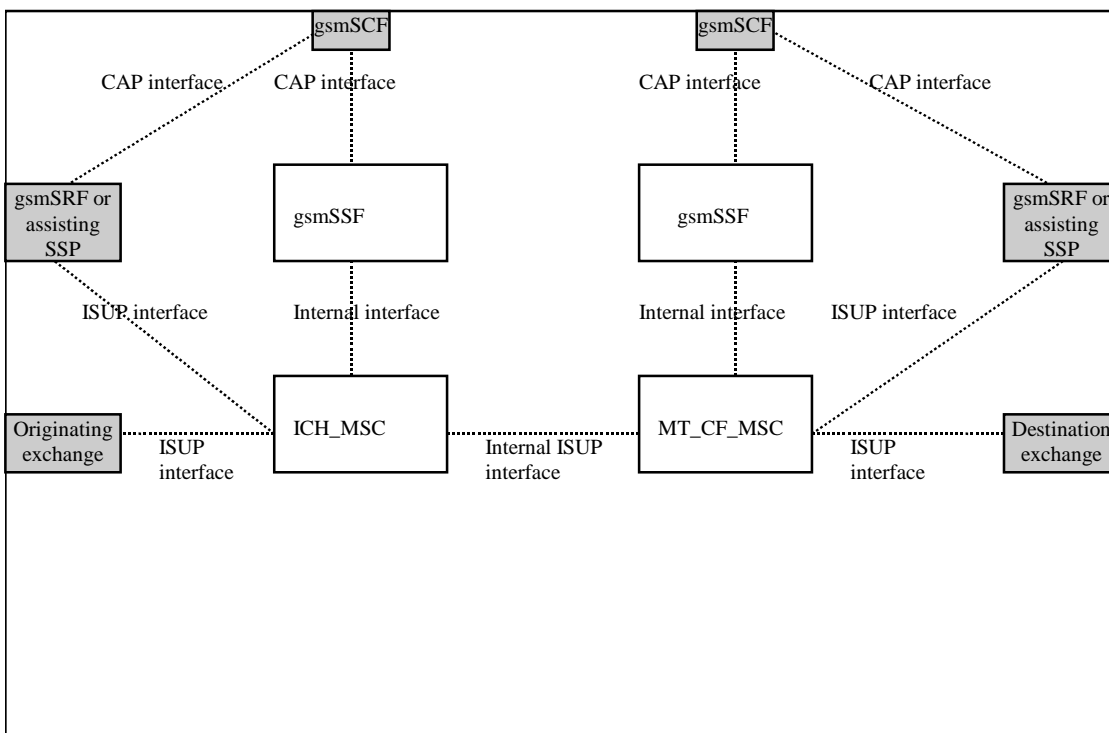 gsmSCF
gsmSCF
CAP interface
CAP interface
CAP interface
CAP interface
gsmSRF or
assisting
SSP
gsmSSF
gsmSSF
gsmSRF or
assisting
SSP
ISUP interface
Internal interface
Internal interface
ISUP interface
Originating
exchange
ISUP
interface
ICH_MSC
Internal ISUP
interface
MT_CF_MSC
ISUP
interface
Destination
exchange